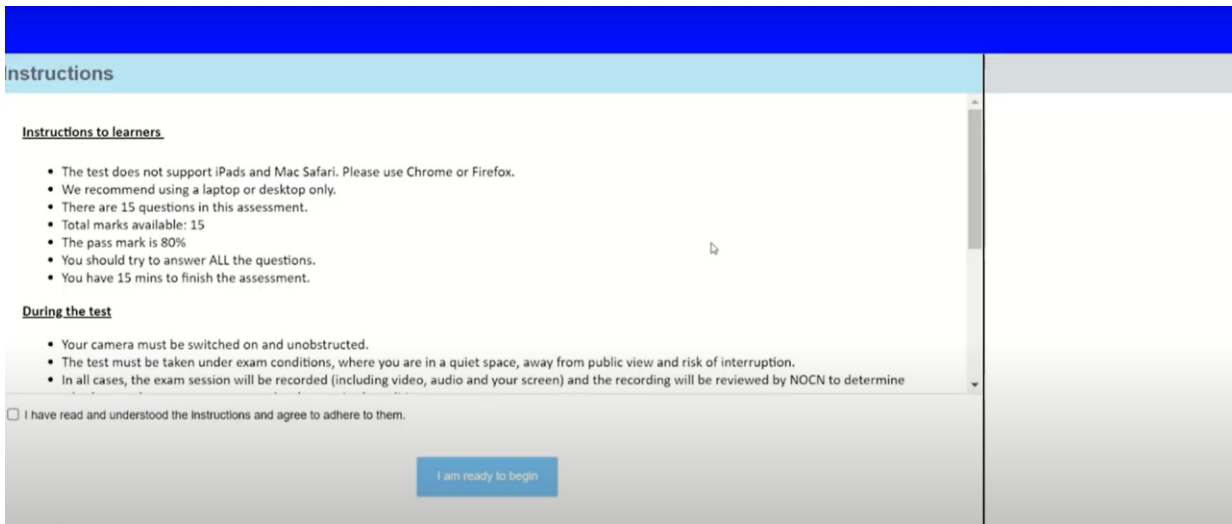 Instructions
Instructions to learners
The test does not support iPads and Mac Safari. Please use Chrome or Firefox.
We recommend using a laptop or desktop only.
There are 15 questions in this assessment.
Total marks available: 15
The pass mark is 80%
You should try to answer ALL the questions.
You have 15 mins to finish the assessment.
During the test
Your camera must be switched on and unobstructed.
The test must be taken under exam conditions, where you are in a quiet space, away from public view and risk of interruption.
In all cases, the exam session will be recorded (including video, audio and your screen) and the recording will be reviewed by NOCN to determine
I have read and understood the instructions and agree to adhere to them.
I am ready to begin